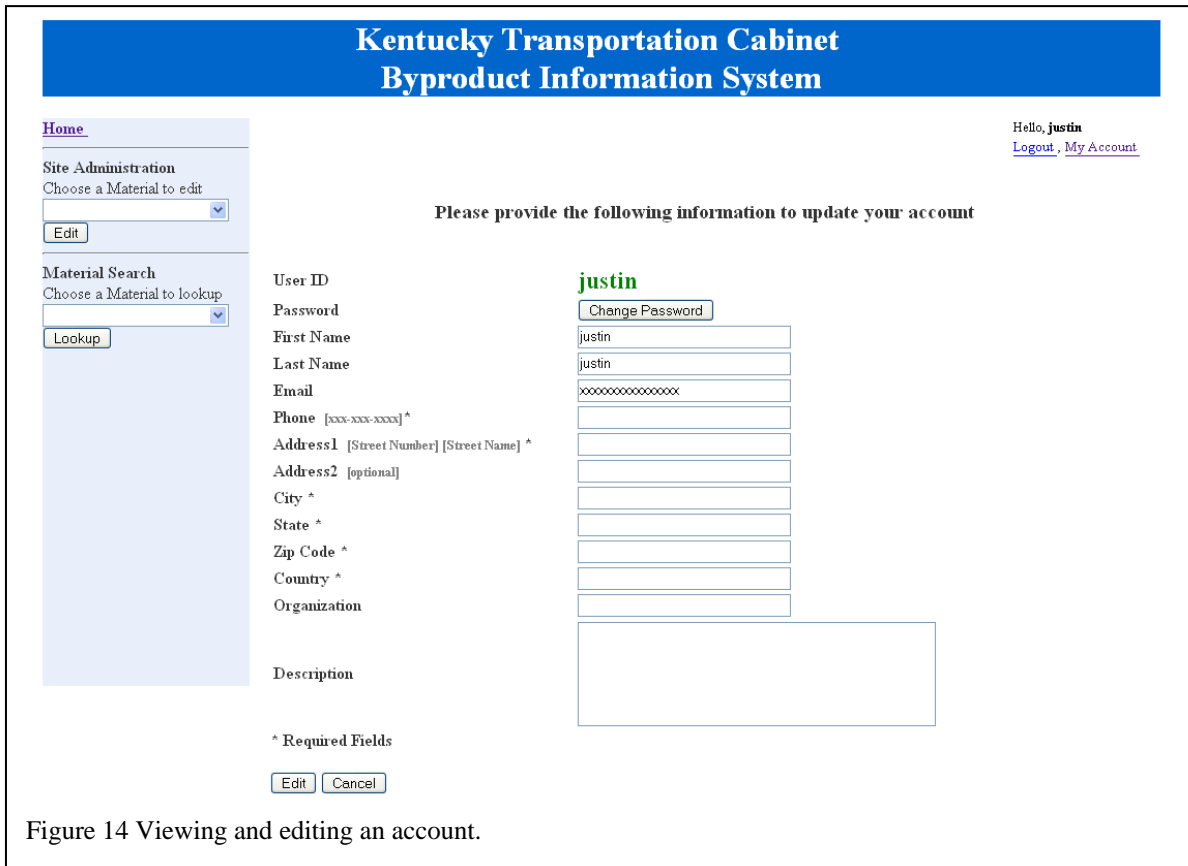 Kentucky Transportation Cabinet
Byproduct Information System
Home
Hello, justin
Logout , My Account
Site Administration
Choose a Material to edit
Edit
Material Search
Choose a Material to lookup
Lookup
Please provide the following information to update your account
User ID justin
Password Change Password
First Name justin
Last Name justin
Email xxxxxxxxxxxxxxx
Phone [xxx-xxx-xxxx]*
Address1 [Street Number] [Street Name] *
Address2 [optional]
City *
State *
Zip Code *
Country *
Organization
Description
* Required Fields
Edit Cancel
Figure 14 Viewing and editing an account.